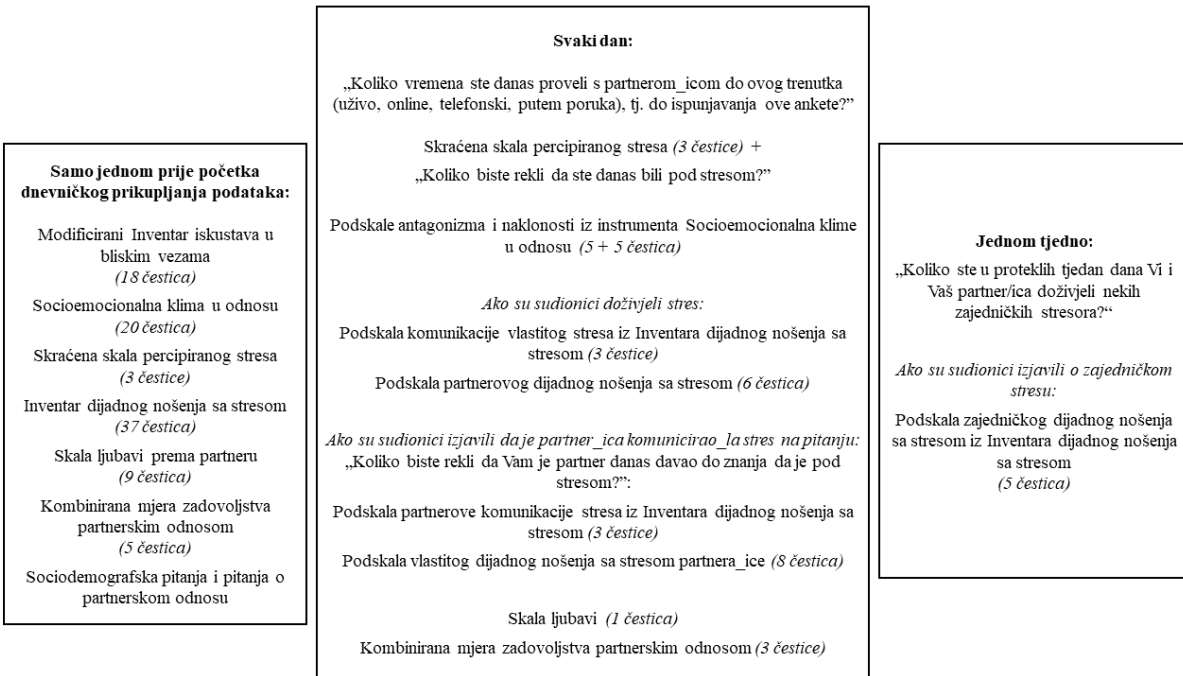 Samo jednom prije početka
dnevničkog prikupljanja podataka:
Modificirani Inventar iskustava u
bliskim vezama
(18 čestica)
Socioemocionalna klima u odnosu
(20 čestica)
Skraćena skala percipiranog stresa
(3 čestice)
Inventar dijadnog nošenja sa stresom
(37 čestica)
Skala ljubavi prema partneru
(9 čestica)
Kombinirana mjera zadovoljstva
partnerskim odnosom
(5 čestica)
Sociodemografska pitanja i pitanja o
partnerskom odnosu
Svaki dan:
„Koliko vremena ste danas proveli s partnerom_icom do ovog trenutka
(uživo, online, telefonski, putem poruka), tj. do ispunjavanja ove ankete?”
Skraćena skala percipiranog stresa (3 čestice) +
„Koliko biste rekli da ste danas bili pod stresom?”
Podskale antagonizma i naklonosti iz instrumenta Socioemocionalna klime
u odnosu (5 + 5 čestica)
Ako su sudionici doživjeli stres:
Podskala komunikacije vlastitog stresa iz Inventara dijadnog nošenja sa
stresom (3 čestice)
Podskala partnerovog dijadnog nošenja sa stresom (6 čestica)
Ako su sudionici izjavili da je partner_ica komunicirao_la stres na pitanju:
„Koliko biste rekli da Vam je partner danas davao do znanja da je pod
stresom?”:
Podskala partnerove komunikacije stresa iz Inventara dijadnog nošenja sa
stresom (3 čestice)
Podskala vlastitog dijadnog nošenja sa stresom partnera_ice (8 čestica)
Skala ljubavi (1 čestica)
Kombinirana mjera zadovoljstva partnerskim odnosom (3 čestice)
Jednom tjedno:
„Koliko ste u proteklih tjedan dana Vi i
Vaš partner/ica doživjeli nekih
zajedničkih stresora?“
Ako su sudionici izjavili o zajedničkom
stresu:
Podskala zajedničkog dijadnog nošenja
sa stresom iz Inventara dijadnog nošenja
sa stresom
(5 čestica)